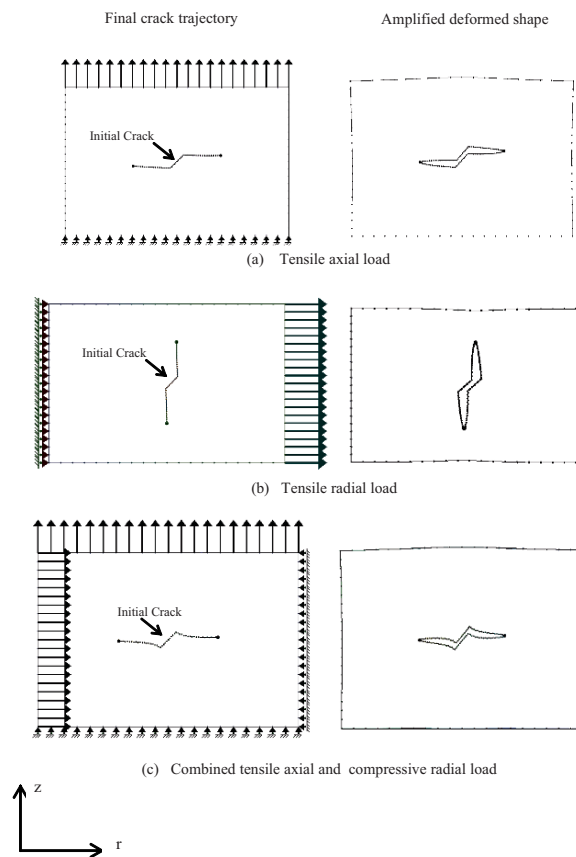 Final crack trajectory
Amplified deformed shape
Initial Crack
(a) Tensile axial load
Initial Crack
(b) Tensile radial load
Initial Crack
(c) Combined tensile axial and compressive radial load
z
r